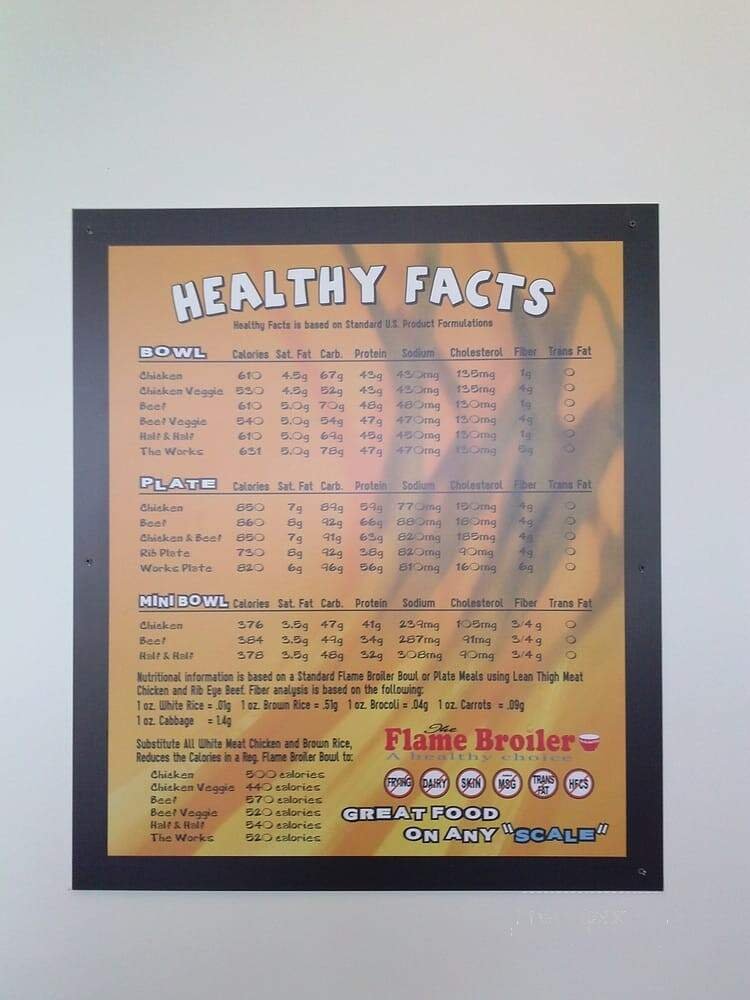 HEALTHY FACTS
Healthy Facts is based on Standard U.S. Product Formulations
BOWL Calories Sat. Fat Carb. Protein Sodium Cholesterol Fiber Trans Fat
Chicken 610 4.5g 67g 43g 430mg 135mg 1g 0
Chicken Veggie 530 4.5g 52g 43g 430mg 135mg 4g 0
Beef 610 5.0g 70g 48g 480mg 130mg 1g 0
Beef Veggie 540 5.0g 54g 47g 470mg 130mg 4g 0
Half & Half 610 5.0g 69g 45g 450mg 130mg 1g 0
The Works 631 5.0g 78g 47g 470mg 130mg 5g 0
PLATE Calories Sat. Fat Carb. Protein Sodium Cholesterol Fiber Trans Fat
Chicken 850 7g 89g 59g 770mg 150mg 4g 0
Beef 860 8g 92g 66g 880mg 180mg 4g 0
Chicken & Beef 850 7g 91g 63g 820mg 185mg 4g 0
Rib Plate 730 8g 92g 38g 820mg 90mg 4g 0
Works Plate 820 6g 96g 56g 810mg 160mg 6g 0
MINI BOWL Calories Sat. Fat Carb. Protein Sodium Cholesterol Fiber Trans Fat
Chicken 376 3.5g 47g 41g 239mg 105mg 3/4 g 0
Beef 384 3.5g 49g 34g 287mg 91mg 3/4 g 0
Half & Half 378 3.5g 48g 32g 308mg 90mg 3/4 g 0
Nutritional information is based on a Standard Flame Broiler Bowl or Plate Meals using Lean Thigh Meat
Chicken and Rib Eye Beef. Fiber analysis is based on the following:
1 oz. White Rice = .01g 1 oz. Brown Rice = .51g 1 oz. Brocoli = .04g 1 oz. Carrots = .09g
1 oz. Cabbage = 1.4g
Substitute All White Meat Chicken and Brown Rice,
Reduces the Calories in a Reg. Flame Broiler Bowl to:
Chicken 500 calories
Chicken Veggie 440 calories
Beef 570 calories
Beef Veggie 520 calories
Half & Half 540 calories
The Works 520 calories
The
Flame Broiler
A healthy choice
FRYING DAIRY SKIN MSG TRANS FAT HFCS
GREAT FOOD
ON ANY "SCALE"